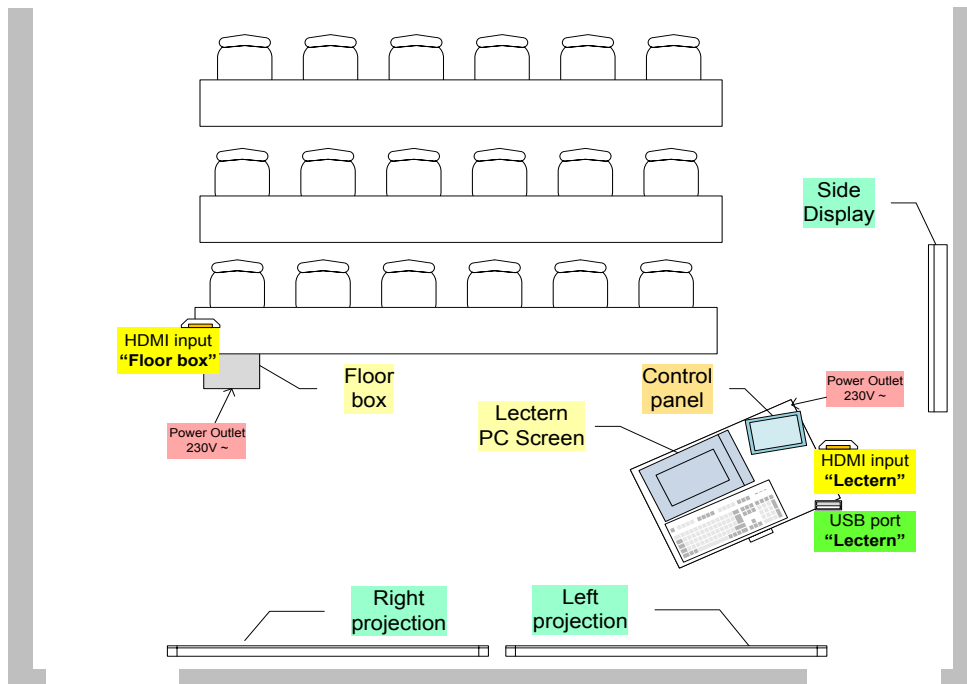 Side
Display
HDMI input
“Floor box”
Floor
box
Control
panel
Power Outlet
230V ~
Lectern
PC Screen
Power Outlet
230V ~
HDMI input
“Lectern”
USB port
“Lectern”
Right
projection
Left
projection